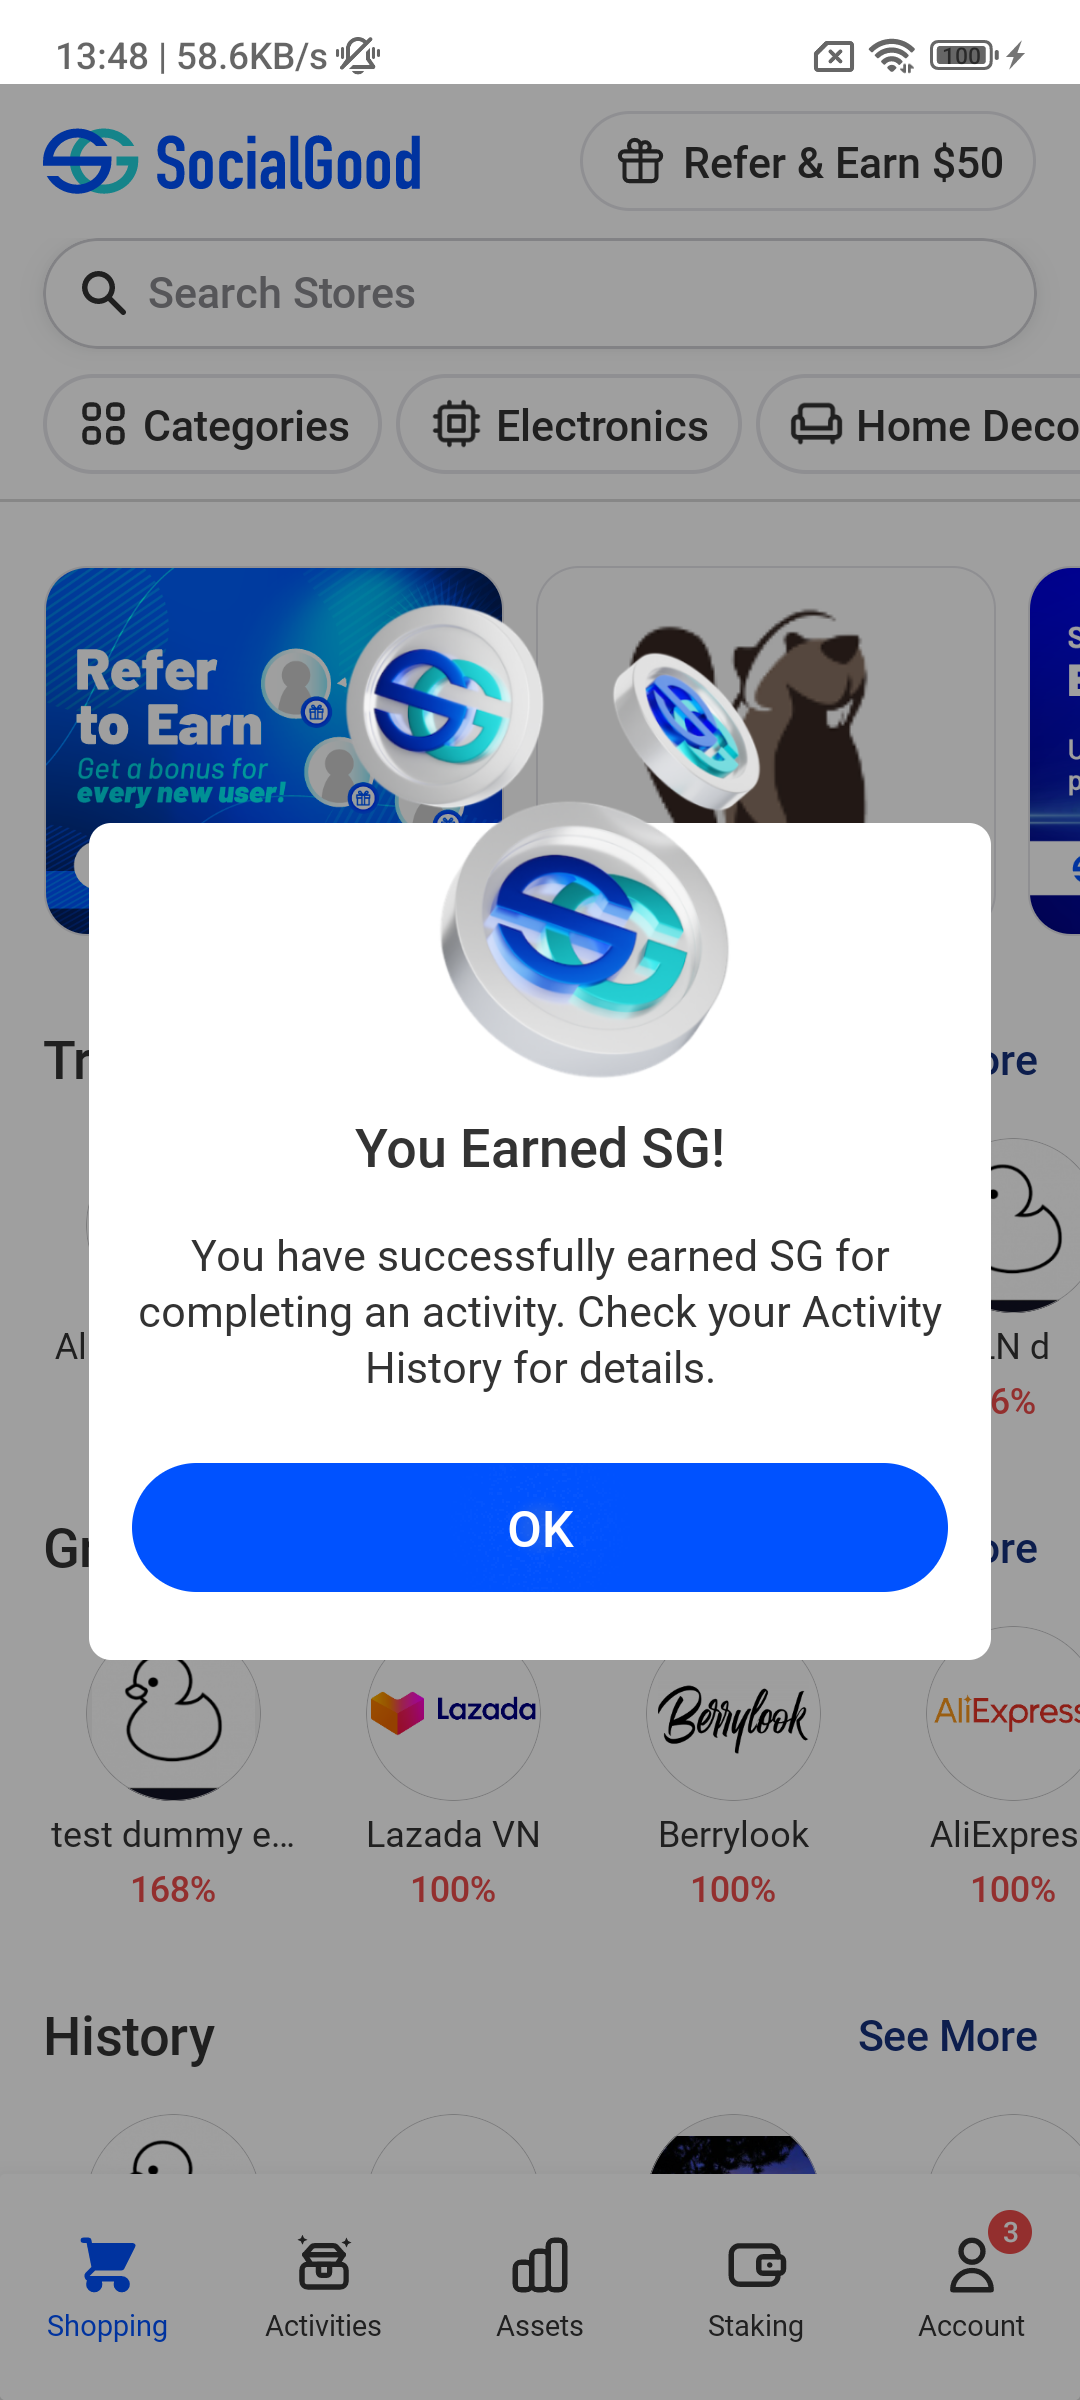 13:48 | 58.6KB/s
100
SocialGood
Refer & Earn $50
Search Stores
Categories
Electronics
Home Deco
Refer
to Earn
Get a bonus for
every new user!
You Earned SG!
You have successfully earned SG for
completing an activity. Check your Activity
History for details.
OK
Tr
ore
Al
LN d
6%
Gr
ore
Lazada
Berrylook
AliExpress
test dummy e...
Lazada VN
Berrylook
AliExpres
168%
100%
100%
100%
History
See More
3
Shopping
Activities
Assets
Staking
Account